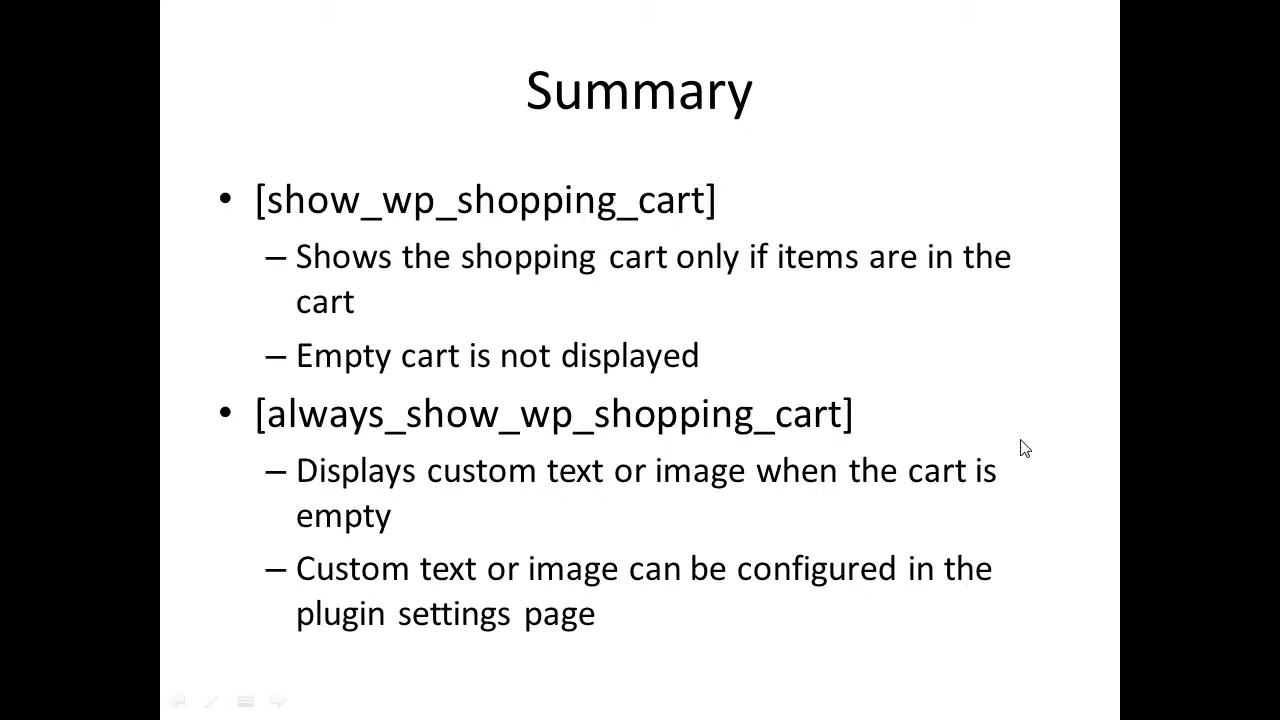 Summary
• [show_wp_shopping_cart]
– Shows the shopping cart only if items are in the
cart
– Empty cart is not displayed
• [always_show_wp_shopping_cart]
– Displays custom text or image when the cart is
empty
– Custom text or image can be configured in the
plugin settings page